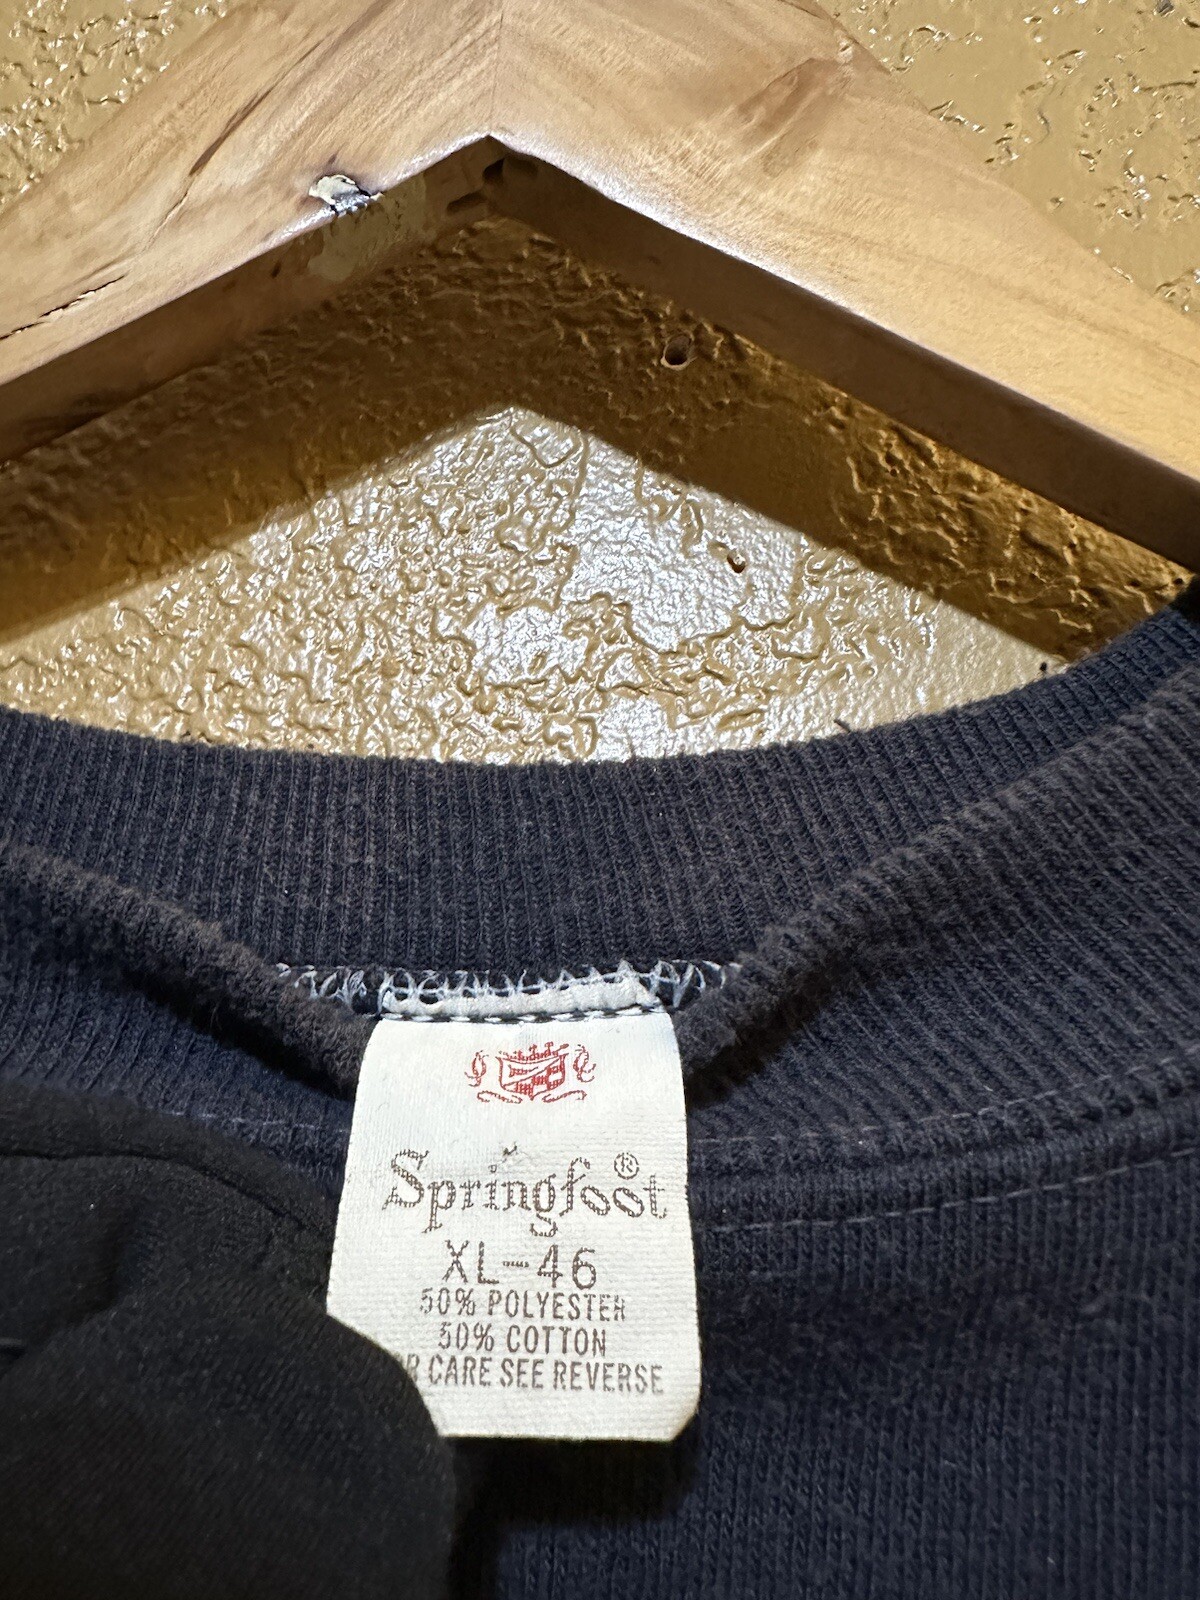 Springfoot®
XL-46
50% POLYESTER
50% COTTON
CARE SEE REVERSE